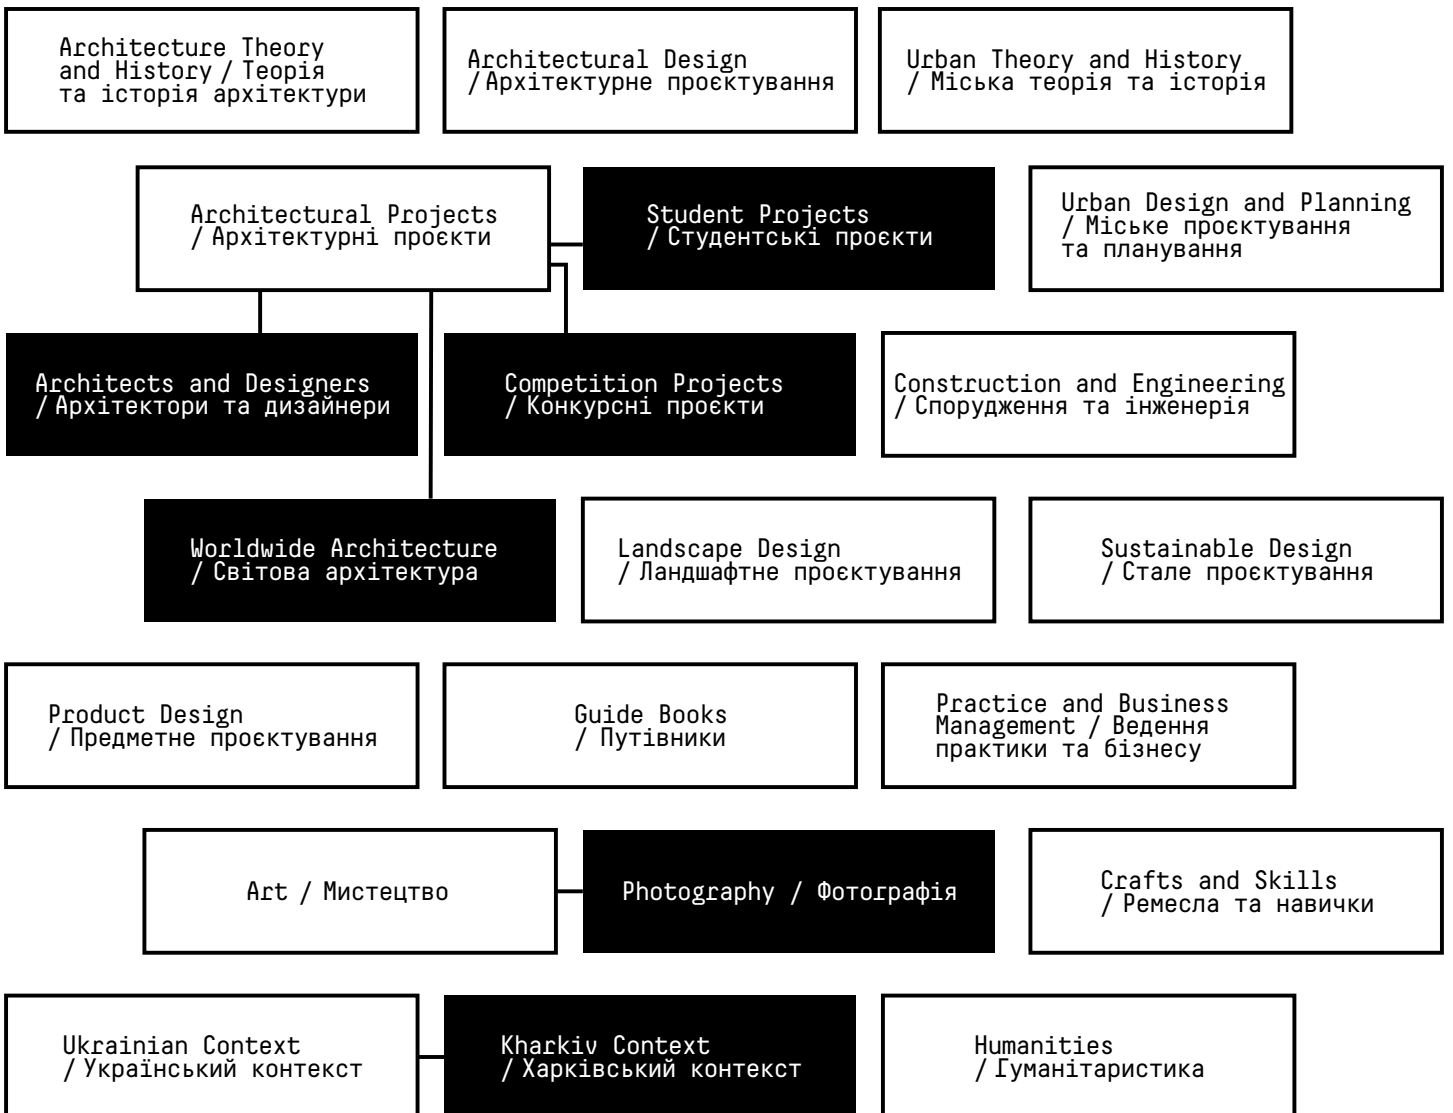 Architecture Theory
and History / Теорія
та історія архітектури
Architectural Design
/ Архітектурне проєктування
Urban Theory and History
/ Міська теорія та історія
Architectural Projects
/ Архітектурні проєкти
Student Projects
/ Студентські проєкти
Urban Design and Planning
/ Міське проєктування
та планування
Architects and Designers
/ Архітектори та дизайнери
Competition Projects
/ Конкурсні проєкти
Construction and Engineering
/ Спорудження та інженерія
Worldwide Architecture
/ Світова архітектура
Landscape Design
/ Ландшафтне проєктування
Sustainable Design
/ Стале проєктування
Product Design
/ Предметне проєктування
Guide Books
/ Путівники
Practice and Business
Management / Ведення
практики та бізнесу
Art / Мистецтво
Photography / Фотографія
Crafts and Skills
/ Ремесла та навички
Ukrainian Context
/ Український контекст
Kharkiv Context
/ Харківський контекст
Humanities
/ Гуманітаристика